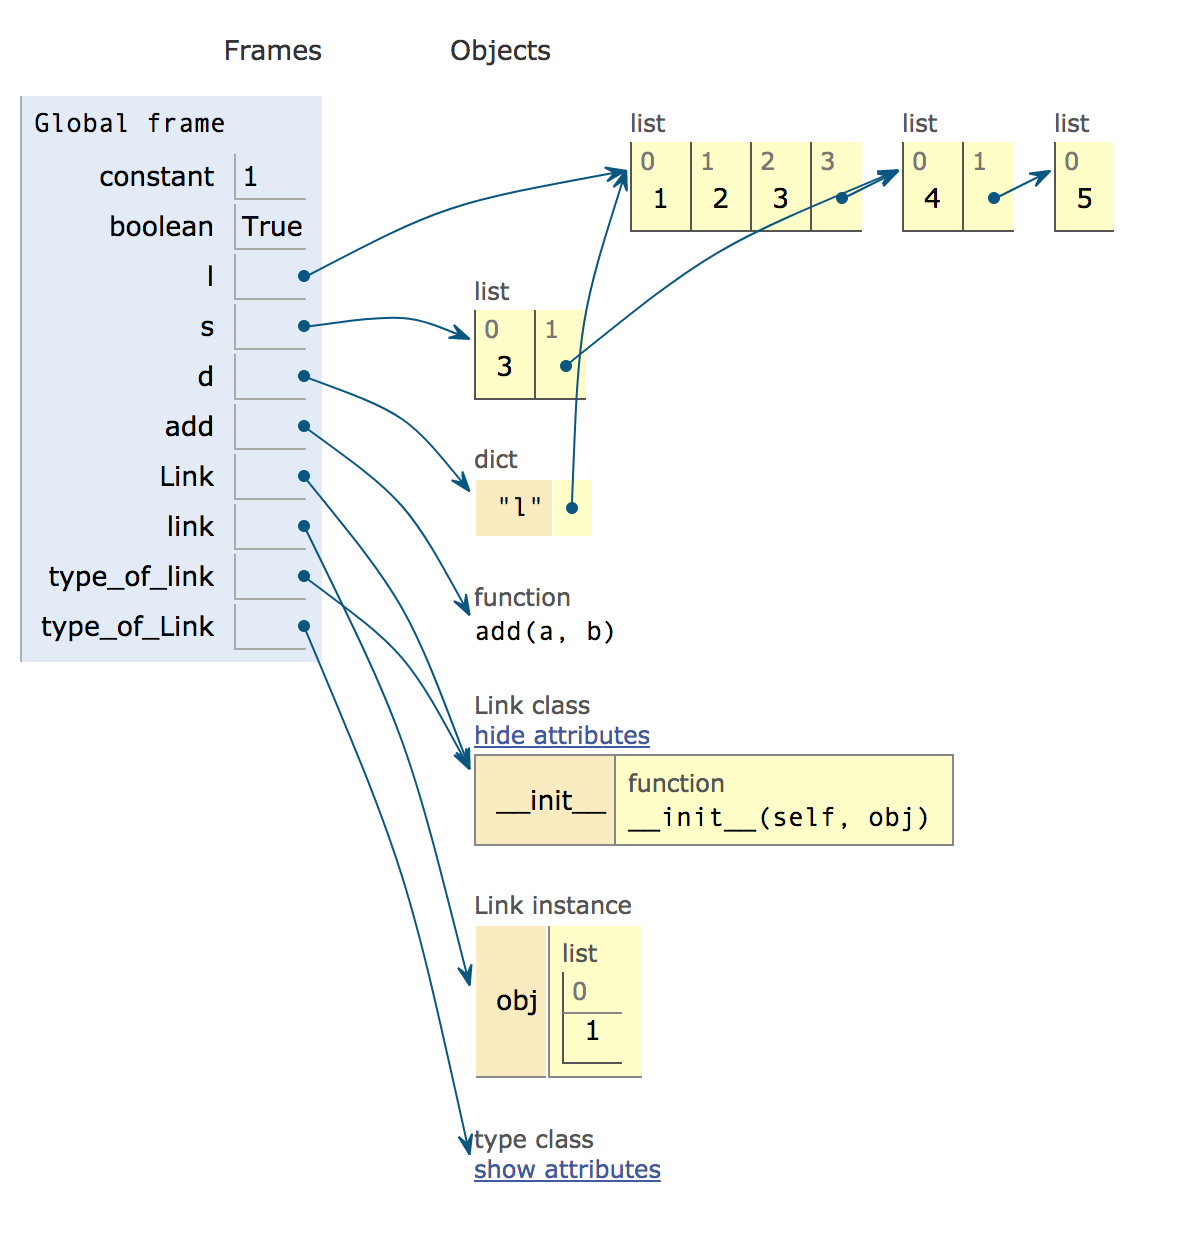 Frames Objects
Global frame
constant 1
boolean True
l
s
d
add
Link
link
type_of_link
type_of_Link
list
0 1 2 3
1 2 3
list
0 1
4
list
0
5
list
0 1
3
dict
"l"
function
add(a, b)
Link class
hide attributes
__init__
function
__init__(self, obj)
Link instance
obj
list
0
1
type class
show attributes